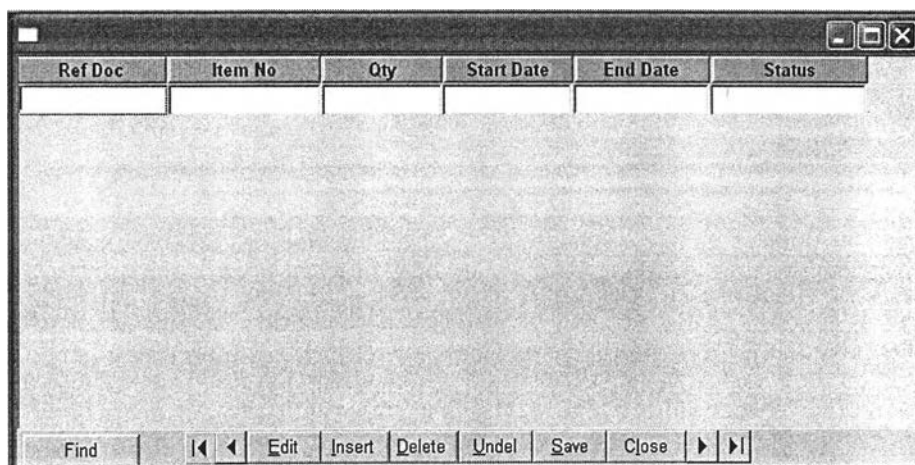 Ref Doc Item No Qty Start Date End Date Status
Find Edit Insert Delete Undel Save Close